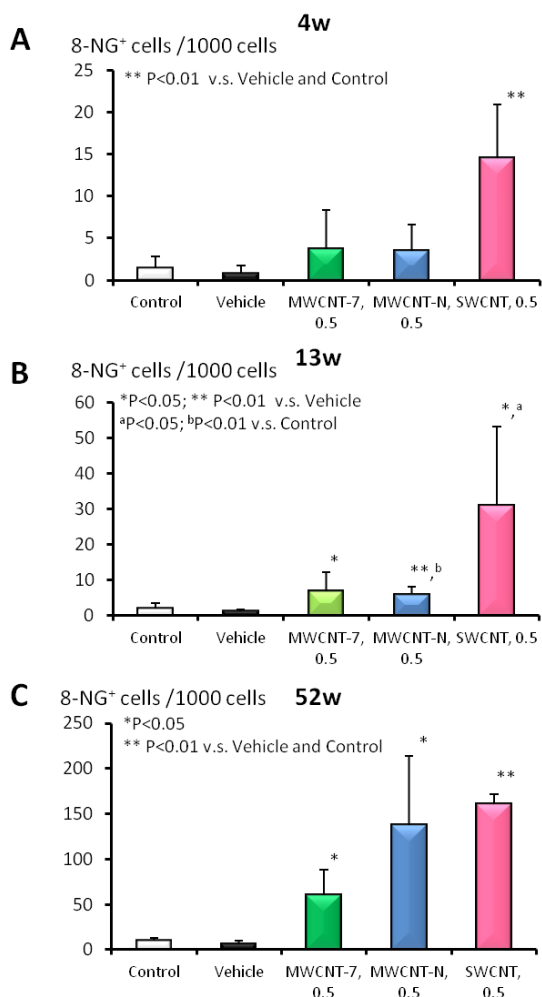 4w
A
8-NG⁺ cells /1000 cells
** P<0.01 v.s. Vehicle and Control
25
20
15
10
5
0
**
Control Vehicle MWCNT-7, 0.5 MWCNT-N, 0.5 SWCNT, 0.5
13w
B
8-NG⁺ cells /1000 cells
*P<0.05; ** P<0.01 v.s. Vehicle
ᵃP<0.05; ᵇP<0.01 v.s. Control
60
50
40
30
20
10
0
*
**,ᵇ
*,ᵃ
Control Vehicle MWCNT-7, 0.5 MWCNT-N, 0.5 SWCNT, 0.5
C
8-NG⁺ cells /1000 cells 52w
*P<0.05
** P<0.01 v.s. Vehicle and Control
250
200
150
100
50
0
*
*
**
Control Vehicle MWCNT-7, 0.5 MWCNT-N, 0.5 SWCNT, 0.5